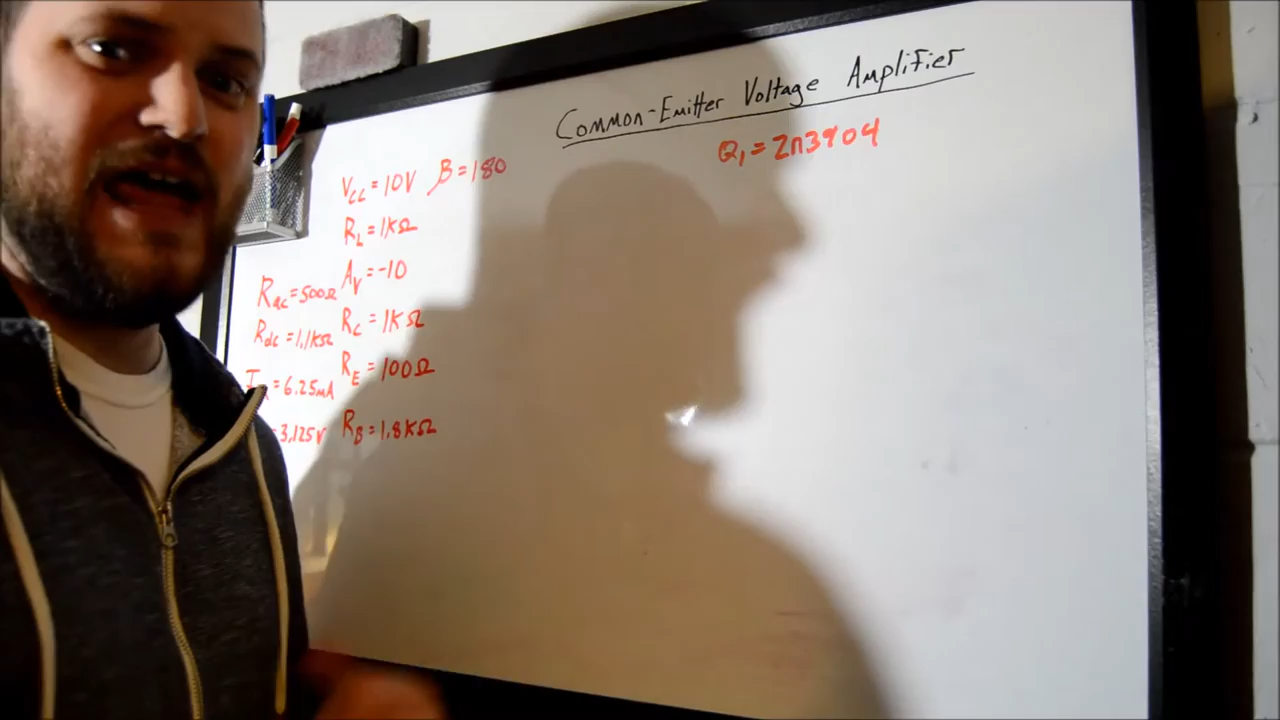 Common-Emitter Voltage Amplifier
Q1 = 2n3904
VCC = 10V β = 180
RL = 1kΩ
AV = -10
Rac = 500Ω
RC = 1kΩ
Rdc = 1.1kΩ
RE = 100Ω
= 6.25mA
RB = 1.8kΩ
= 3.125V